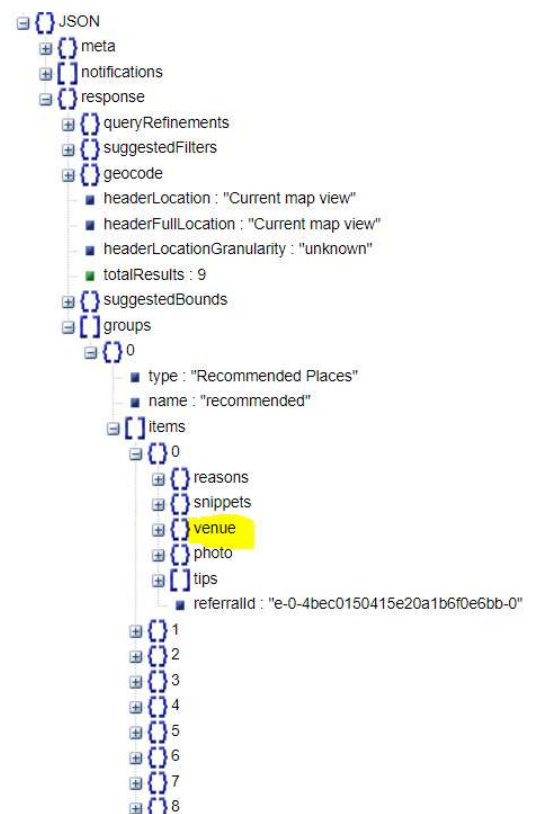 JSON
meta
notifications
response
queryRefinements
suggestedFilters
geocode
headerLocation : "Current map view"
headerFullLocation : "Current map view"
headerLocationGranularity : "unknown"
totalResults : 9
suggestedBounds
groups
0
type : "Recommended Places"
name : "recommended"
items
0
reasons
snippets
venue
photo
tips
referralId : "e-0-4bec0150415e20a1b6f0e6bb-0"
1
2
3
4
5
6
7
8